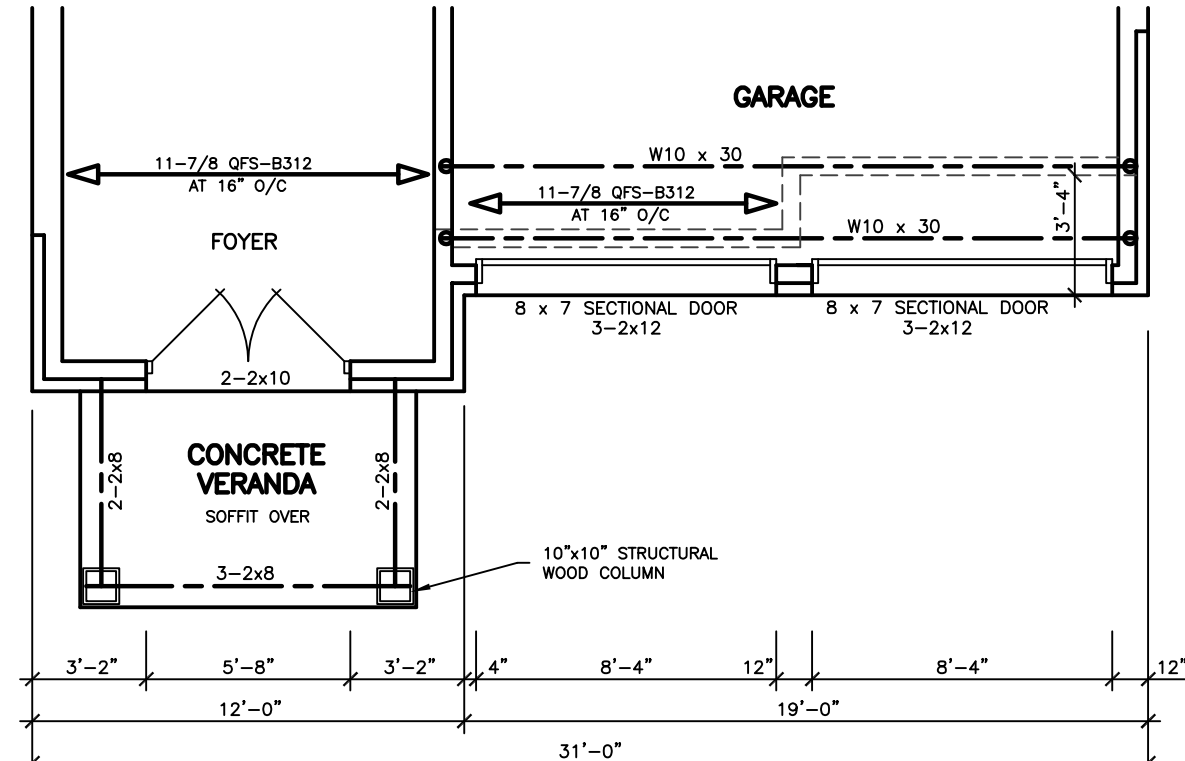 GARAGE
W10 x 30
11-7/8 QFS-B312
AT 16" O/C
11-7/8 QFS-B312
AT 16" O/C
3'-4"
W10 x 30
FOYER
8 x 7 SECTIONAL DOOR
3-2x12
8 x 7 SECTIONAL DOOR
3-2x12
2-2x10
CONCRETE
VERANDA
SOFFIT OVER
2-2x8
2-2x8
3-2x8
10"x10" STRUCTURAL
WOOD COLUMN
3'-2" 5'-8" 3'-2" 4" 8'-4" 12" 8'-4" 12"
12'-0" 19'-0"
31'-0"